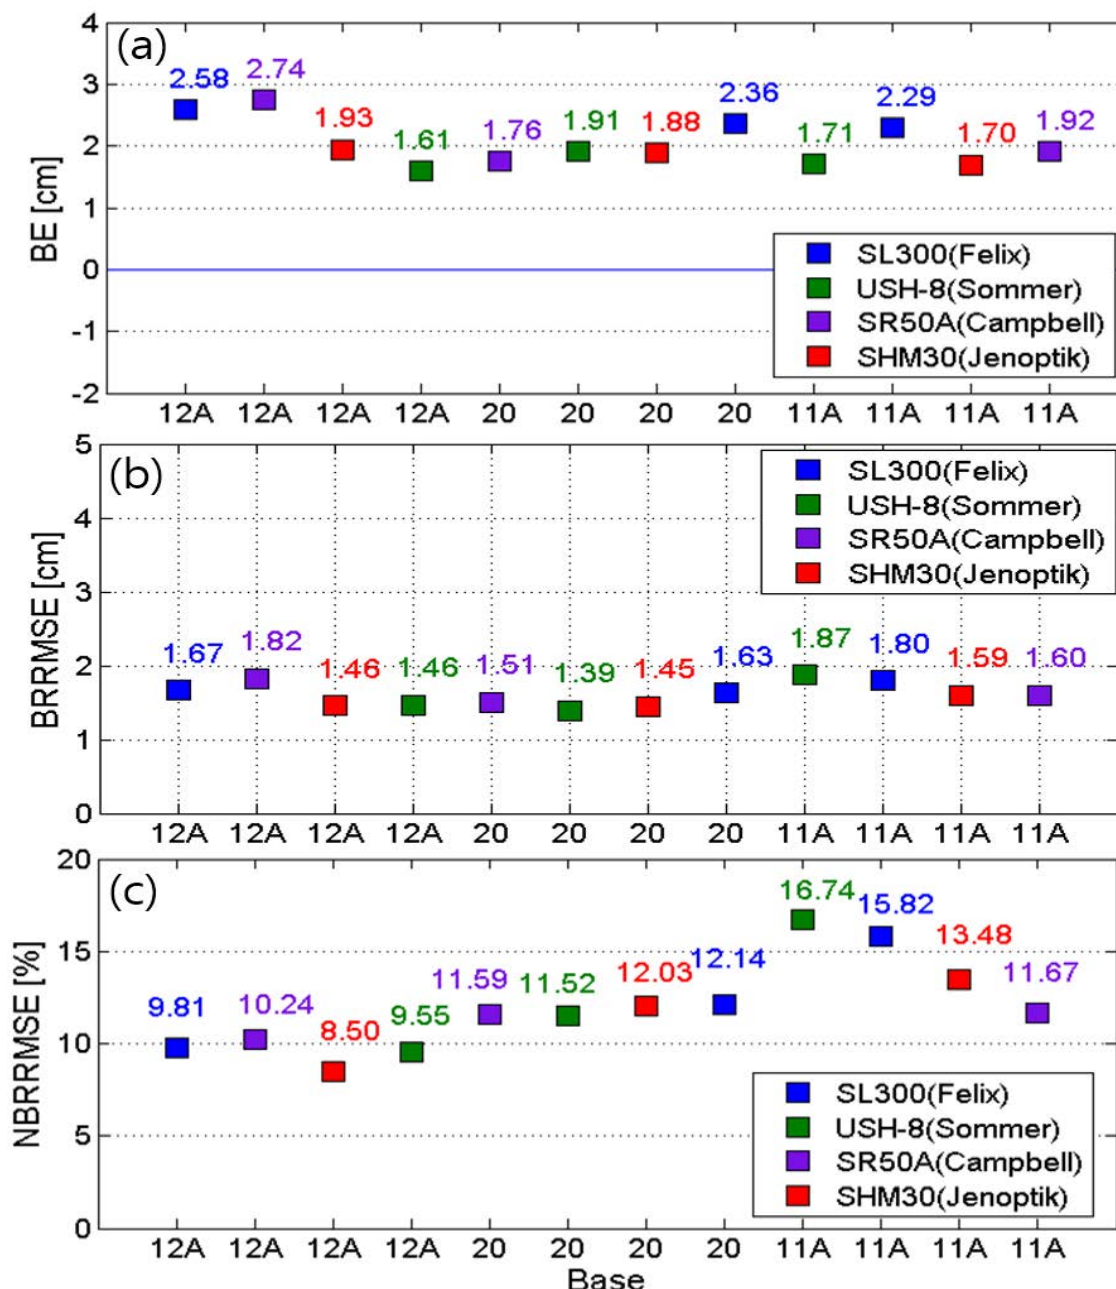 (a)
BE [cm]
4
3
2
1
0
-1
-2
2.58
2.74
1.93
1.61
1.76
1.91
1.88
2.36
1.71
2.29
1.70
1.92
SL300(Felix)
USH-8(Sommer)
SR50A(Campbell)
SHM30(Jenoptik)
12A 12A 12A 12A 20 20 20 20 11A 11A 11A 11A
(b)
BRRMSE [cm]
5
4
3
2
1
0
SL300(Felix)
USH-8(Sommer)
SR50A(Campbell)
SHM30(Jenoptik)
1.67
1.82
1.46
1.46
1.51
1.39
1.45
1.63
1.87
1.80
1.59
1.60
12A 12A 12A 12A 20 20 20 20 11A 11A 11A 11A
(c)
NBRRMSE [%]
20
15
10
5
0
9.81
10.24
8.50
9.55
11.59
11.52
12.03
12.14
16.74
15.82
13.48
11.67
SL300(Felix)
USH-8(Sommer)
SR50A(Campbell)
SHM30(Jenoptik)
12A 12A 12A 12A 20 20 20 20 11A 11A 11A 11A
Base